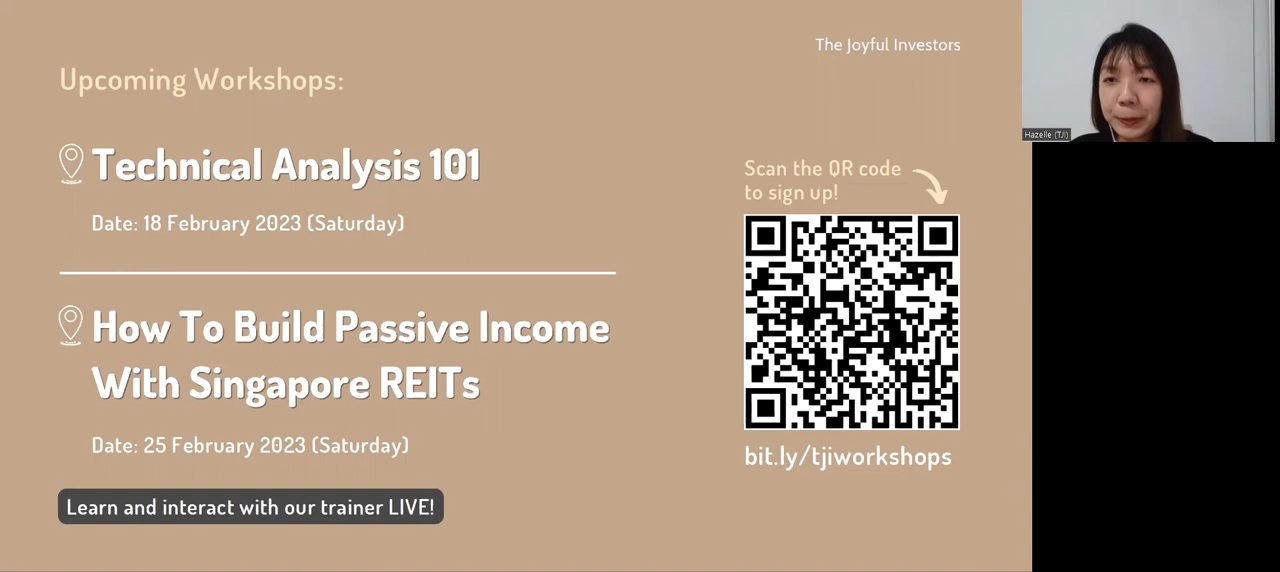 The Joyful Investors
Upcoming Workshops:
Technical Analysis 101
Date: 18 February 2023 (Saturday)
How To Build Passive Income
With Singapore REITs
Date: 25 February 2023 (Saturday)
Learn and interact with our trainer LIVE!
Scan the QR code
to sign up!
bit.ly/tjiworkshops
Hazelle (TJI)